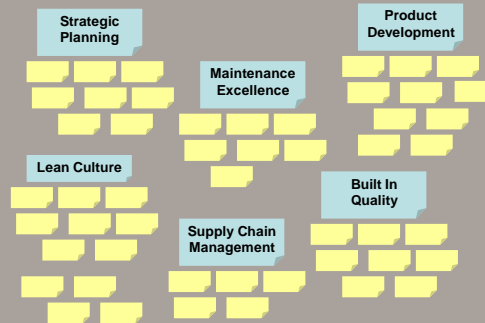 Strategic
Planning
Product
Development
Maintenance
Excellence
Lean Culture
Built In
Quality
Supply Chain
Management